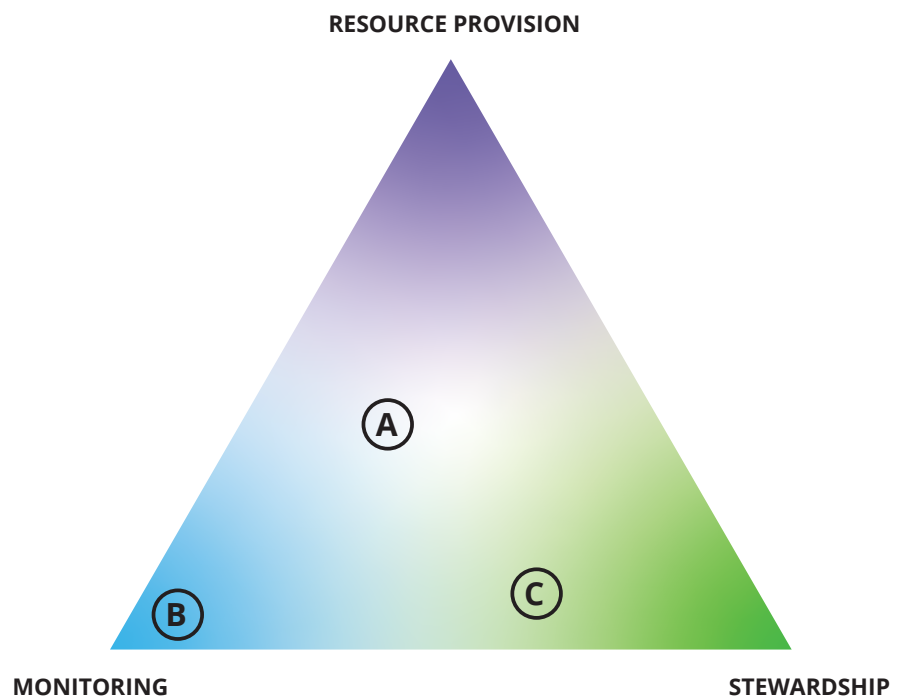 RESOURCE PROVISION
A
B
C
MONITORING
STEWARDSHIP